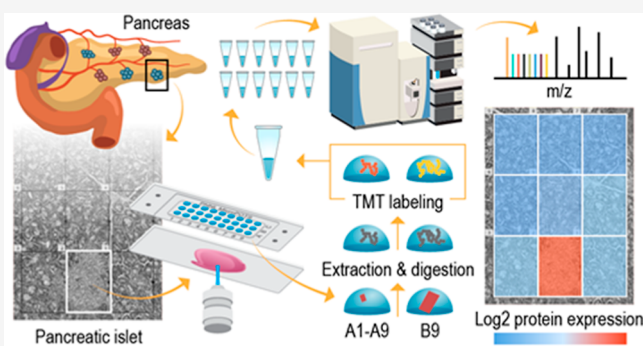 Pancreas
m/z
TMT labeling
Extraction & digestion
A1-A9
B9
Pancreatic islet
Log2 protein expression